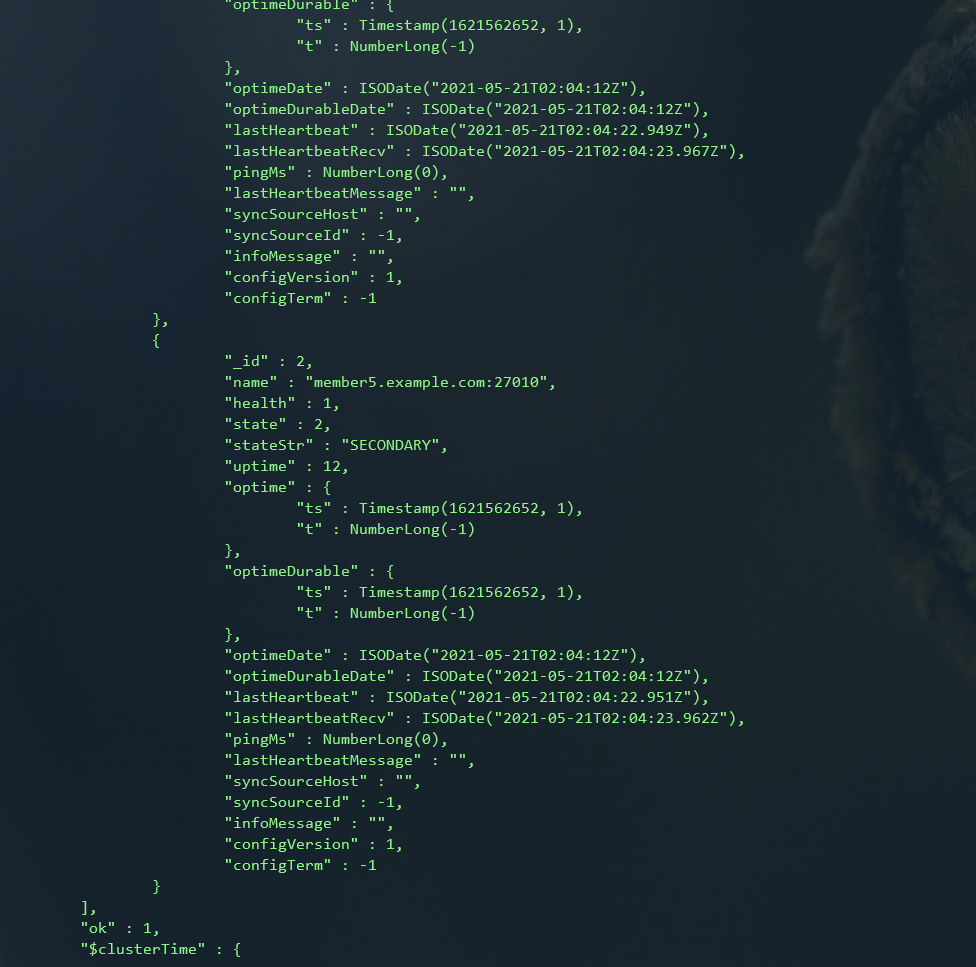 "optimeDurable" : {
"ts" : Timestamp(1621562652, 1),
"t" : NumberLong(-1)
},
"optimeDate" : ISODate("2021-05-21T02:04:12Z"),
"optimeDurableDate" : ISODate("2021-05-21T02:04:12Z"),
"lastHeartbeat" : ISODate("2021-05-21T02:04:22.949Z"),
"lastHeartbeatRecv" : ISODate("2021-05-21T02:04:23.967Z"),
"pingMs" : NumberLong(0),
"lastHeartbeatMessage" : "",
"syncSourceHost" : "",
"syncSourceId" : -1,
"infoMessage" : "",
"configVersion" : 1,
"configTerm" : -1
},
{
"_id" : 2,
"name" : "member5.example.com:27010",
"health" : 1,
"state" : 2,
"stateStr" : "SECONDARY",
"uptime" : 12,
"optime" : {
"ts" : Timestamp(1621562652, 1),
"t" : NumberLong(-1)
},
"optimeDurable" : {
"ts" : Timestamp(1621562652, 1),
"t" : NumberLong(-1)
},
"optimeDate" : ISODate("2021-05-21T02:04:12Z"),
"optimeDurableDate" : ISODate("2021-05-21T02:04:12Z"),
"lastHeartbeat" : ISODate("2021-05-21T02:04:22.951Z"),
"lastHeartbeatRecv" : ISODate("2021-05-21T02:04:23.962Z"),
"pingMs" : NumberLong(0),
"lastHeartbeatMessage" : "",
"syncSourceHost" : "",
"syncSourceId" : -1,
"infoMessage" : "",
"configVersion" : 1,
"configTerm" : -1
}
],
"ok" : 1,
"$clusterTime" : {